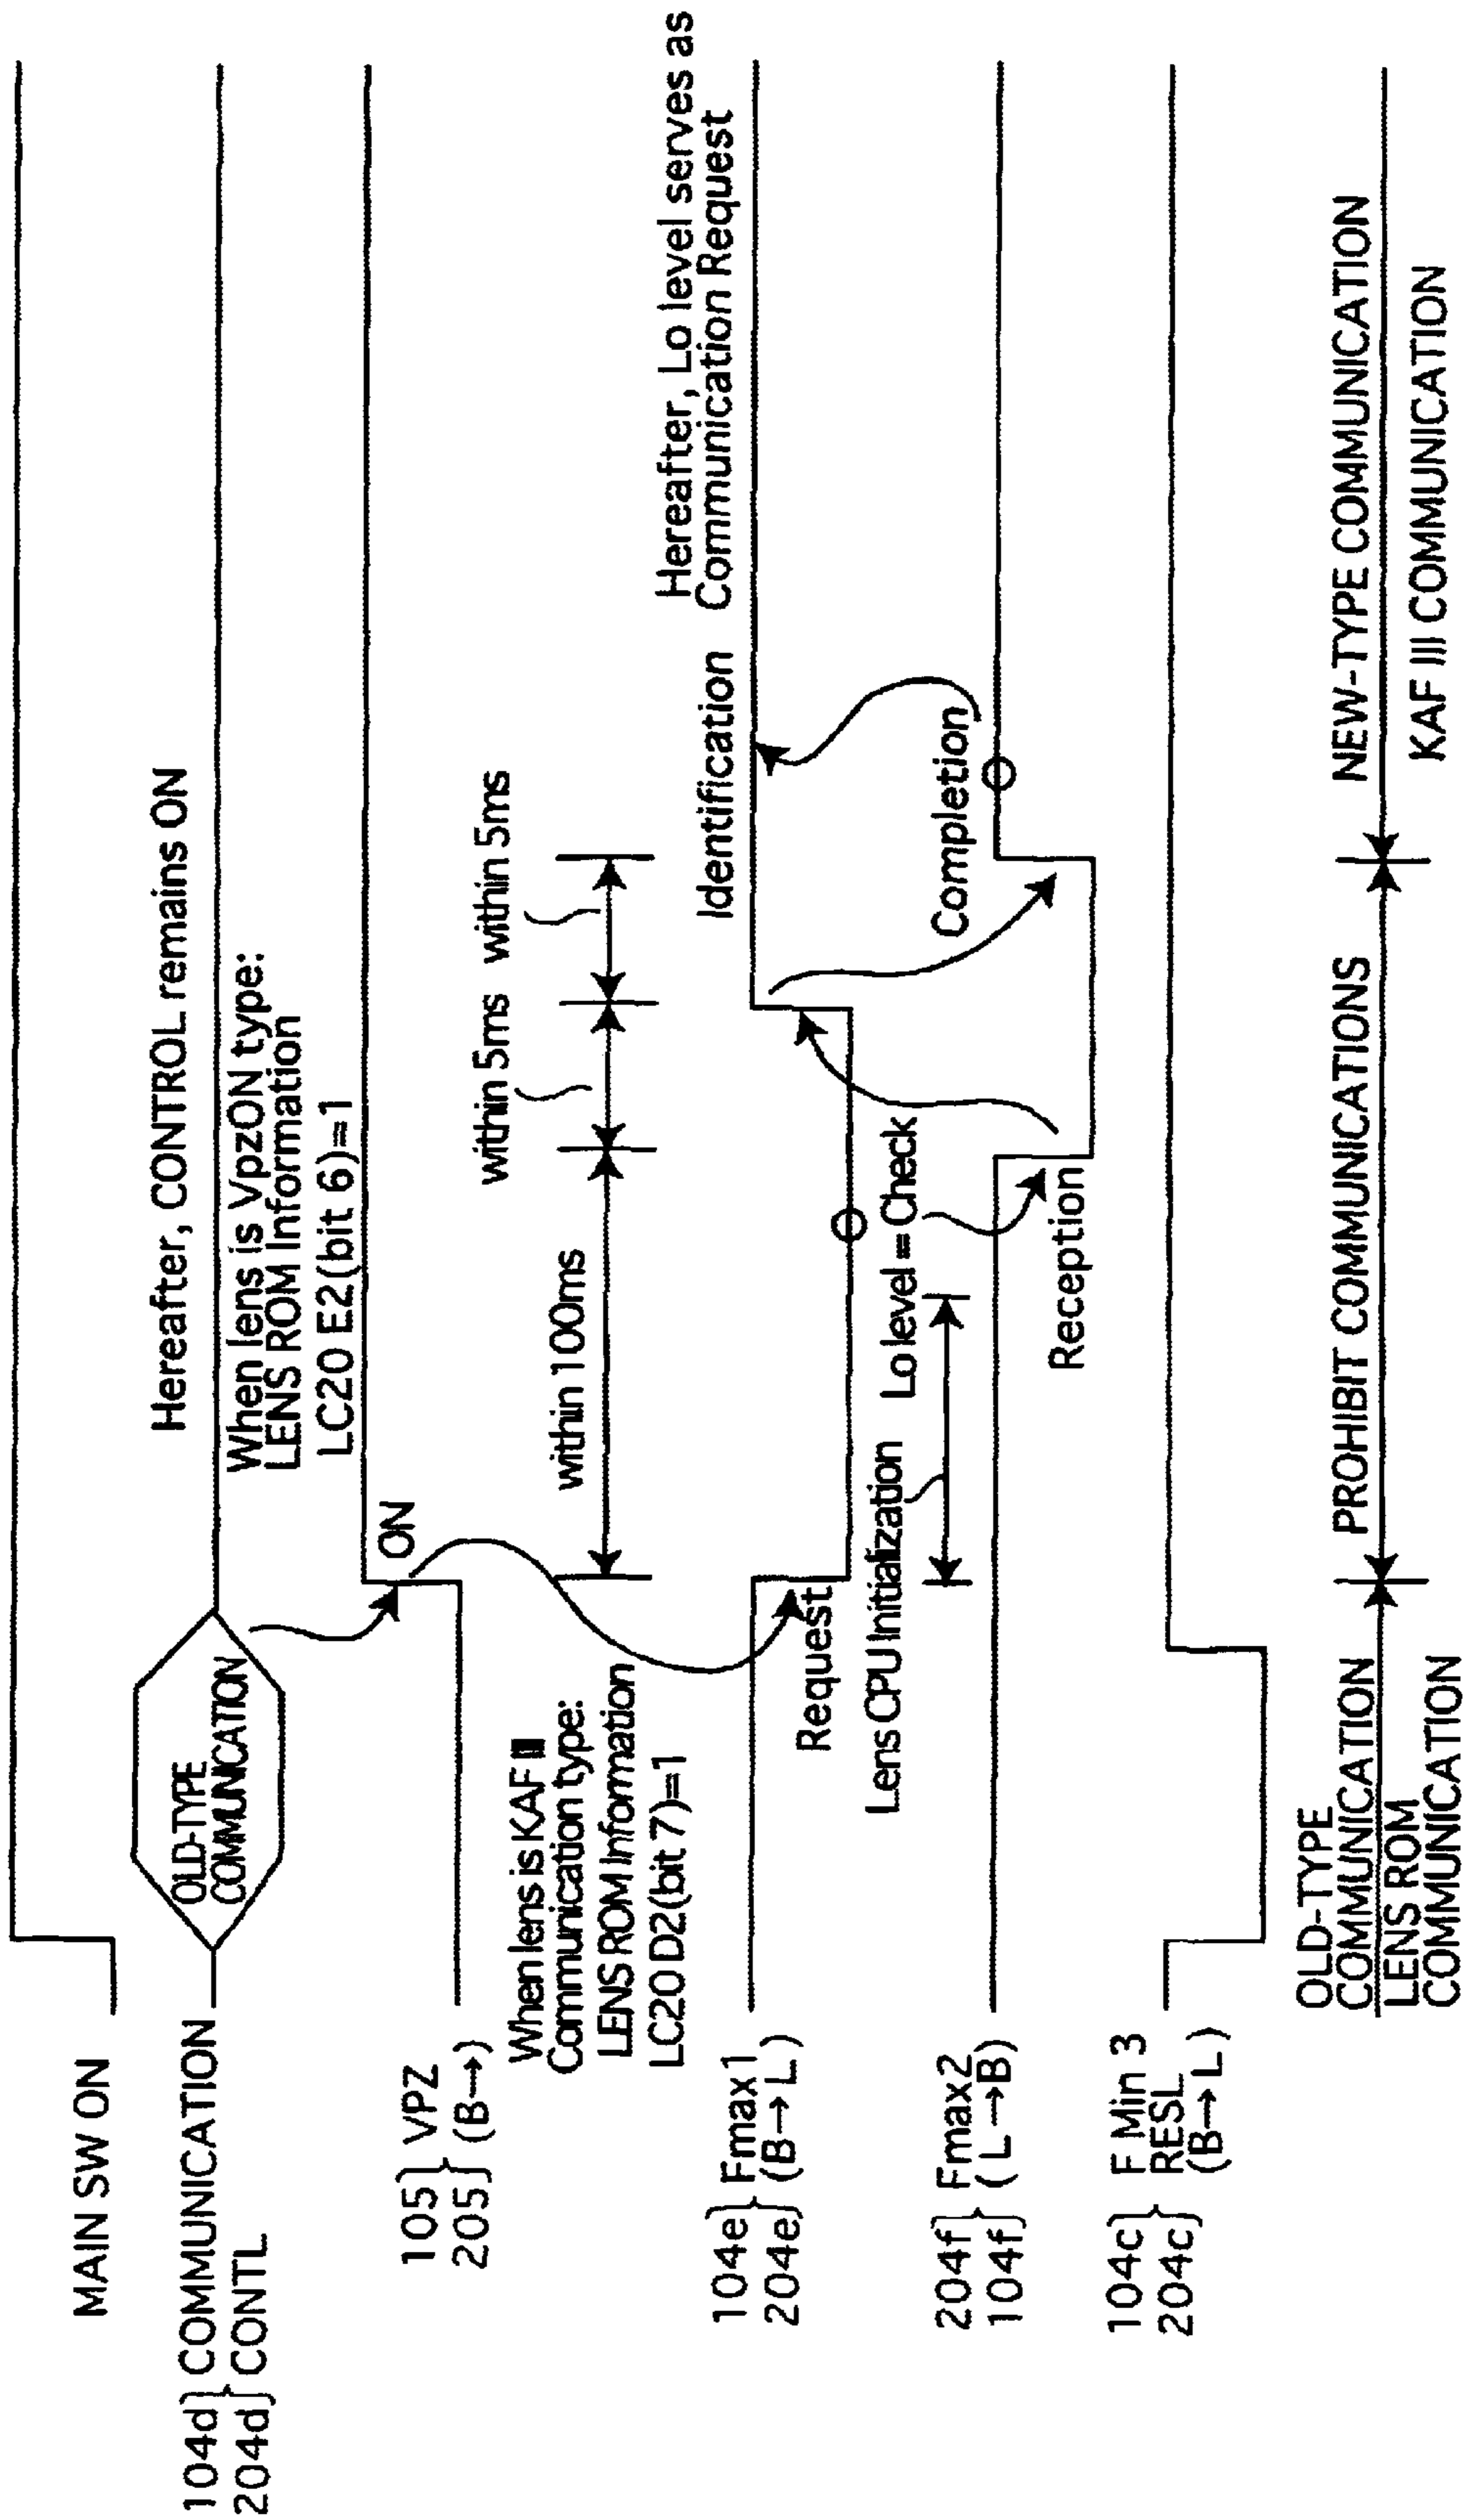 MAIN SW ON
104d} COMMUNICATION
204d} CONTL
OLD-TYPE
COMMUNICATION
Hereafter, CONTROL remains ON
When lens is VpzON type:
LENS ROM Information
LC20 E2(bit 6)=1
105} VPZ
205} (B→)
ON
When lens is KAF III
Communication type:
LENS ROM Information
LC20 D2(bit 7)=1
within 100ms
within 5ms
within 5ms
104e} Fmax1
204e} (B→L)
Request
Identification
Hereafter, Lo level serves as
Communication Request
Lens CPU Initialization
Lo level = Check
Completion
204f} Fmax2
104f} (L→B)
Reception
104c} F Min 3
204c} RESL
(B→L)
OLD-TYPE
COMMUNICATION
LENS ROM
COMMUNICATION
PROHIBIT COMMUNICATIONS
NEW-TYPE COMMUNICATION
KAF III COMMUNICATION